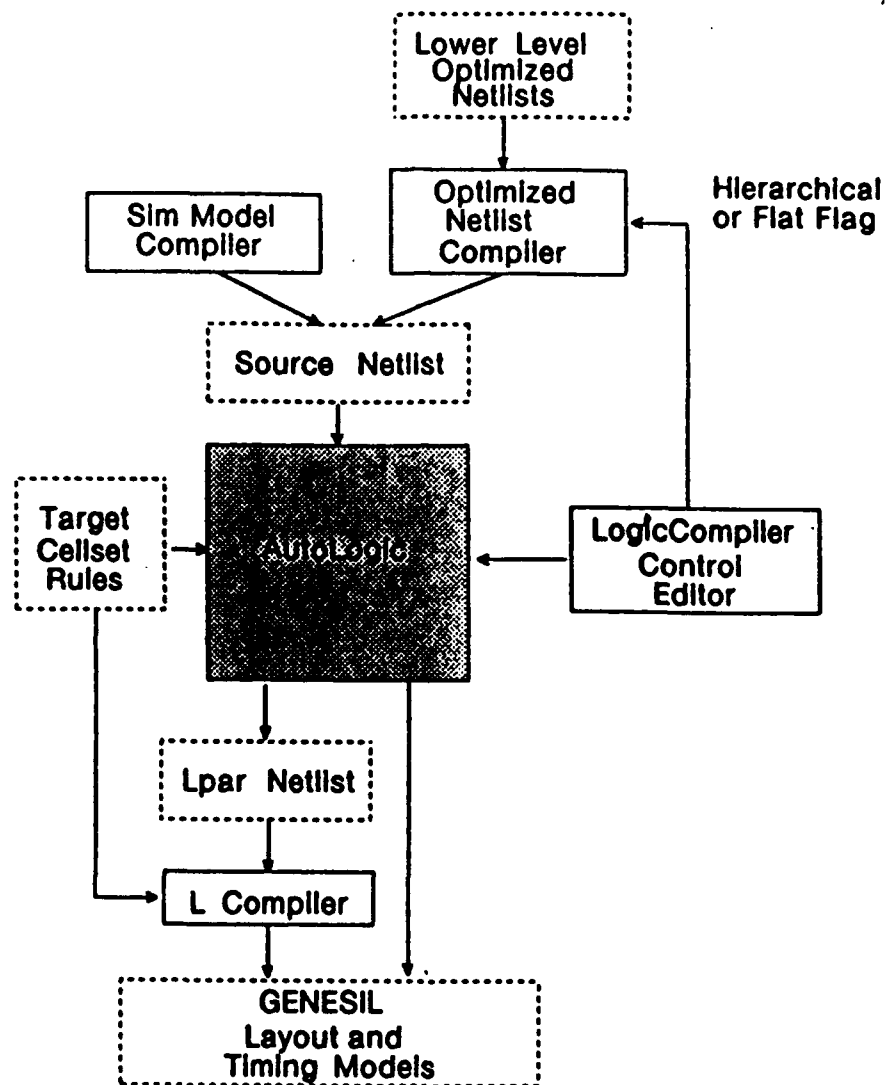 Lower Level
Optimized
Netlists
Optimized
Netlist
Compiler
Hierarchical
or Flat Flag
Sim Model
Compiler
Source Netlist
Target
Cellset
Rules
AutoLogic
LogicCompiler
Control
Editor
Lpar Netlist
L Compiler
GENESIL
Layout and
Timing Models